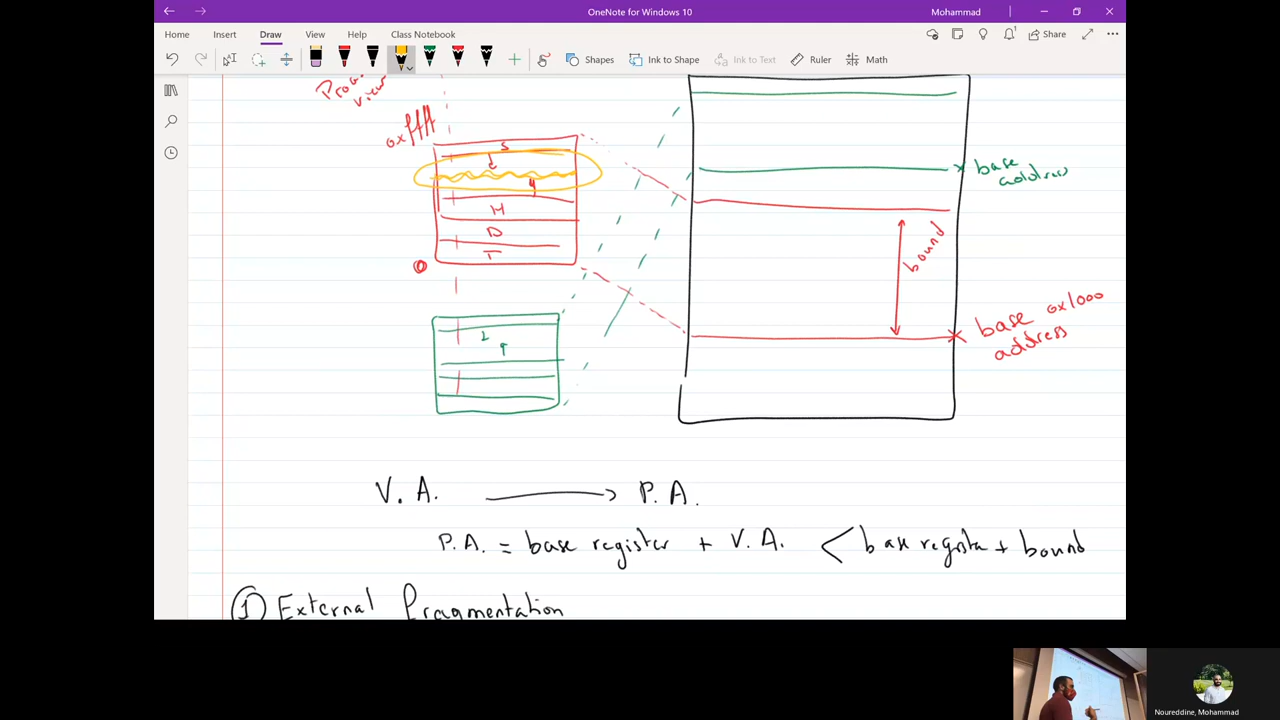 OneNote for Windows 10
Mohammad
Home Insert Draw View Help Class Notebook
Share
Shapes Ink to Shape Ink to Text Ruler Math
view
0xffff
S
H
D
T
0
base
address
bound
base 0x1000
address
V.A. → P.A.
P.A. = base register + V.A. < base register + bound
① External Fragmentation
Noureddine, Mohammad